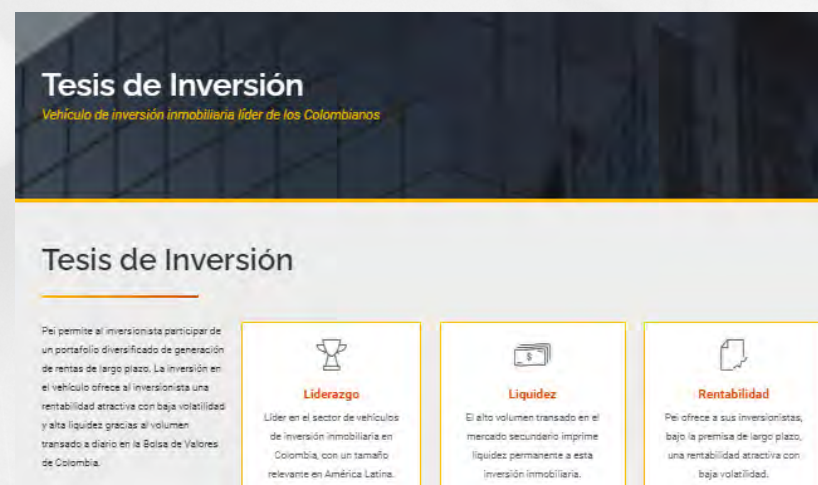 Tesis de Inversión
Vehículo de inversión inmobiliaria líder de los Colombianos
Tesis de Inversión
Pei permite al inversionista participar de
un portafolio diversificado de generación
de rentas de largo plazo. La inversión en
el vehículo ofrece al inversionista una
rentabilidad atractiva con baja volatilidad
y alta liquidez gracias al volumen
transado a diario en la Bolsa de Valores
de Colombia.
Liderazgo
Líder en el sector de vehículos
de inversión inmobiliaria en
Colombia, con un tamaño
relevante en América Latina.
$
Liquidez
El alto volumen transado en el
mercado secundario imprime
liquidez permanente a esta
inversión inmobiliaria.
Rentabilidad
Pei ofrece a sus inversionistas,
bajo la premisa de largo plazo,
una rentabilidad atractiva con
baja volatilidad.